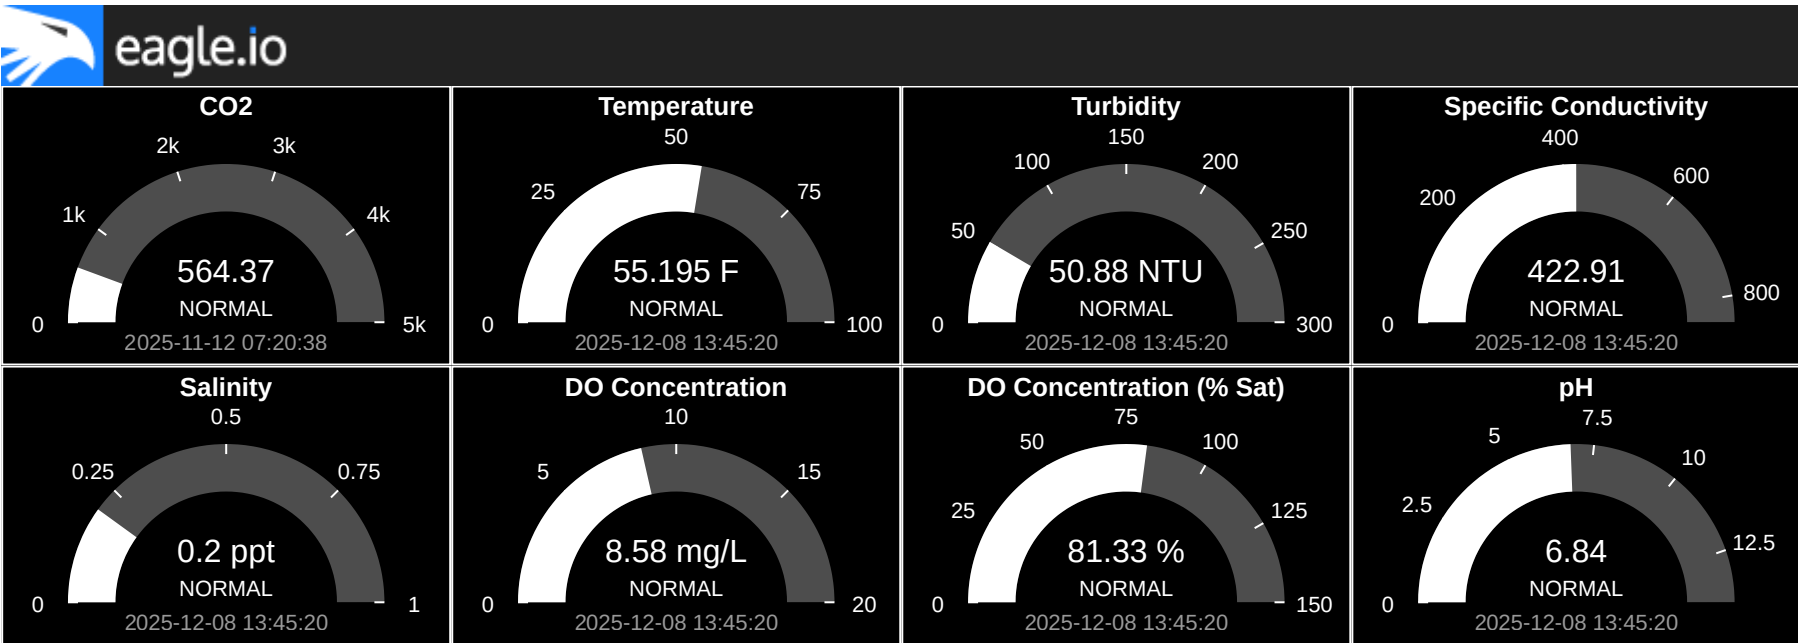 eagle.io
CO2
2k
3k
1k
4k
0
5k
564.37
NORMAL
2025-11-12 07:20:38
Temperature
50
25
75
0
100
55.195 F
NORMAL
2025-12-08 13:45:20
Turbidity
150
100
200
50
250
0
300
50.88 NTU
NORMAL
2025-12-08 13:45:20
Specific Conductivity
400
600
200
800
0
422.91
NORMAL
2025-12-08 13:45:20
Salinity
0.5
0.25
0.75
0
1
0.2 ppt
NORMAL
2025-12-08 13:45:20
DO Concentration
10
5
15
0
20
8.58 mg/L
NORMAL
2025-12-08 13:45:20
DO Concentration (% Sat)
75
50
100
25
125
0
150
81.33 %
NORMAL
2025-12-08 13:45:20
pH
7.5
5
10
2.5
12.5
0
6.84
NORMAL
2025-12-08 13:45:20